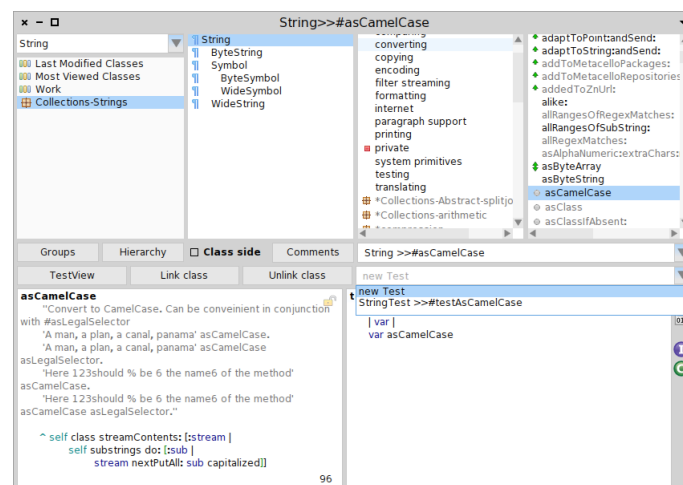 String>>#asCamelCase
String
Last Modified Classes
Most Viewed Classes
Work
Collections-Strings
String
ByteString
Symbol
ByteSymbol
WideSymbol
WideString
converting
copying
encoding
filter streaming
formatting
internet
paragraph support
printing
private
system primitives
testing
translating
*Collections-Abstract-splitjo
*Collections-arithmetic
adaptToPoint:andSend:
adaptToString:andSend:
addToMetacelloPackages:
addToMetacelloRepositories
addedToZnUrl:
alike:
allRangesOfRegexMatches:
allRangesOfSubString:
allRegexMatches:
asAlphaNumeric:extraChars:
asByteArray
asByteString
asCamelCase
asClass
asClassIfAbsent:
Groups
Hierarchy
Class side
Comments
String >>#asCamelCase
TestView
Link class
Unlink class
new Test
new Test
StringTest >>#testAsCamelCase
asCamelCase
"Convert to CamelCase. Can be conveinient in conjunction
with #asLegalSelector
'A man, a plan, a canal, panama' asCamelCase.
'A man, a plan, a canal, panama' asCamelCase
asLegalSelector.
'Here 123should % be 6 the name6 of the method'
asCamelCase.
'Here 123should % be 6 the name6 of the method'
asCamelCase asLegalSelector."
^ self class streamContents: [:stream |
self substrings do: [:sub |
stream nextPutAll: sub capitalized]]
96
| var |
var asCamelCase